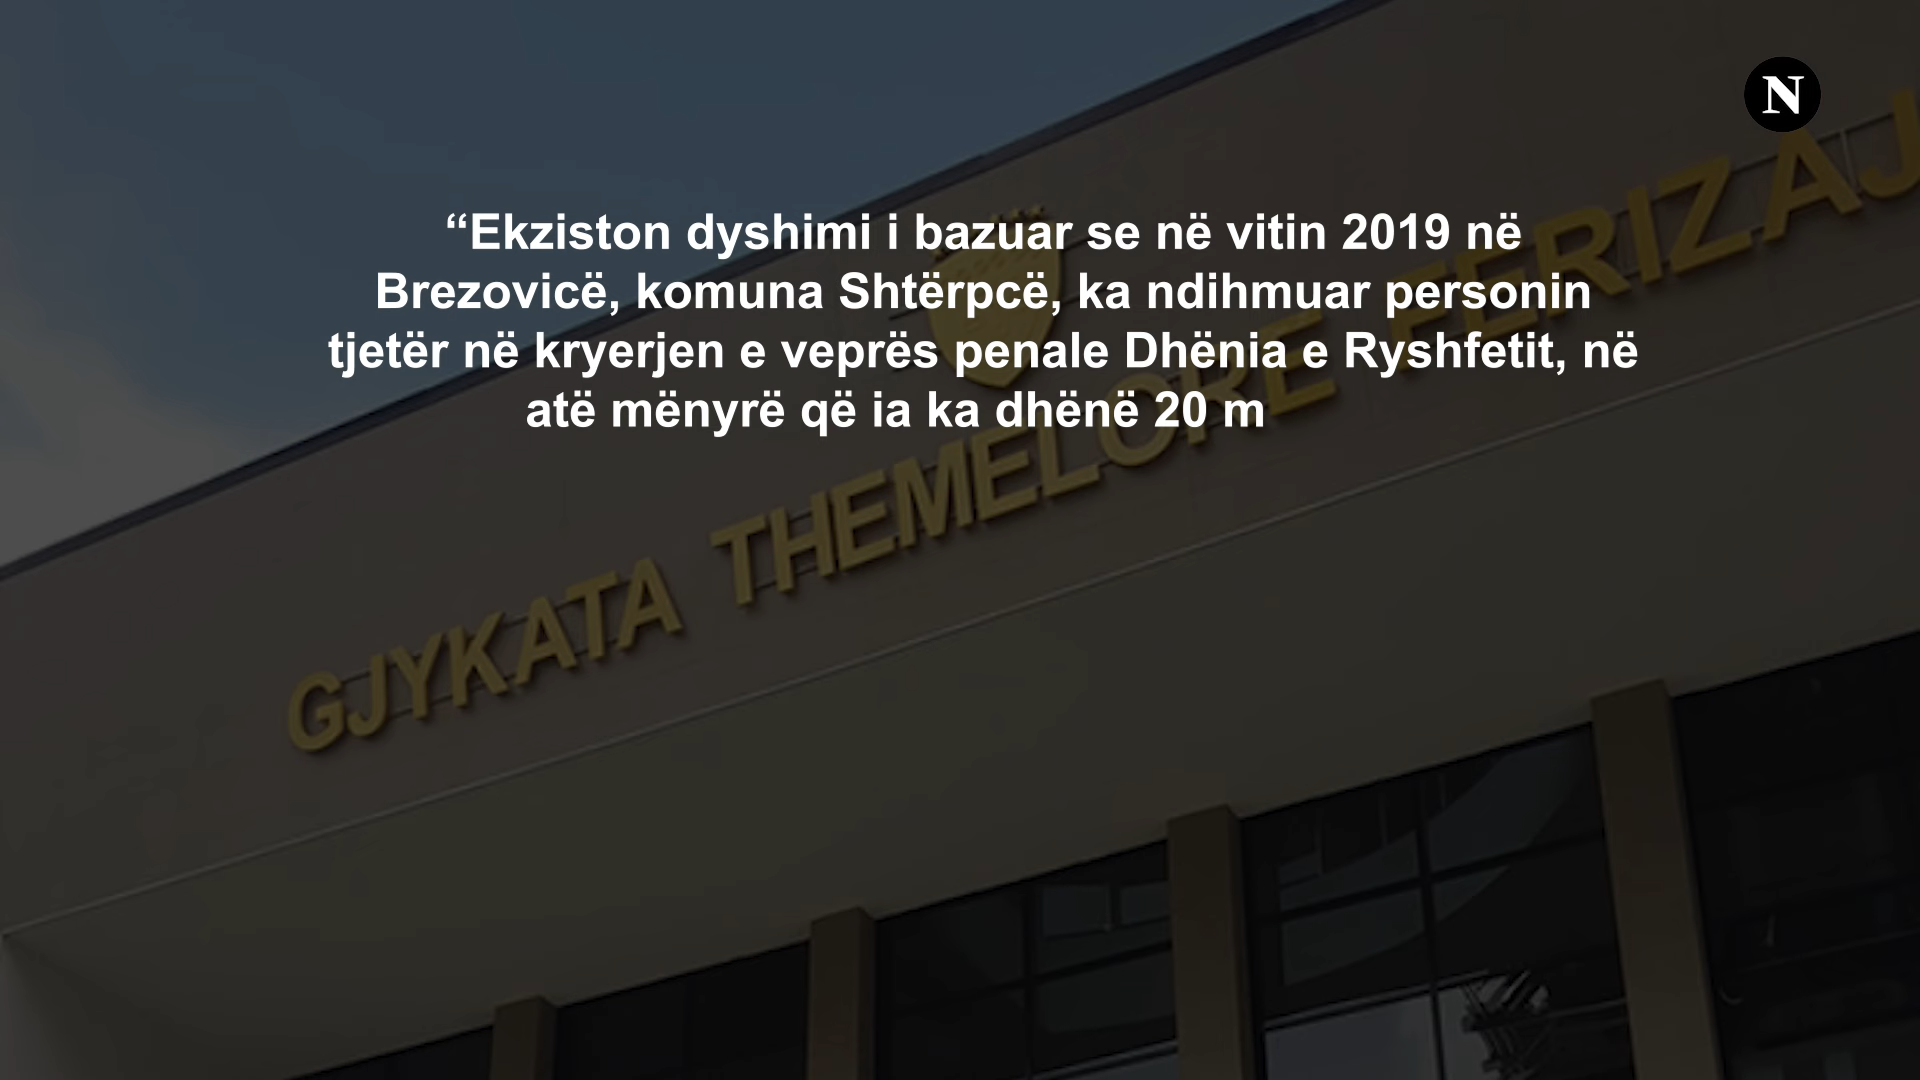 N
“Ekziston dyshimi i bazuar se në vitin 2019 në
Brezovicë, komuna Shtërpcë, ka ndihmuar personin
tjetër në kryerjen e veprës penale Dhënia e Ryshfetit, në
atë mënyrë që ia ka dhënë 20 m
GJYKATA THEMELORE FERIZAJ